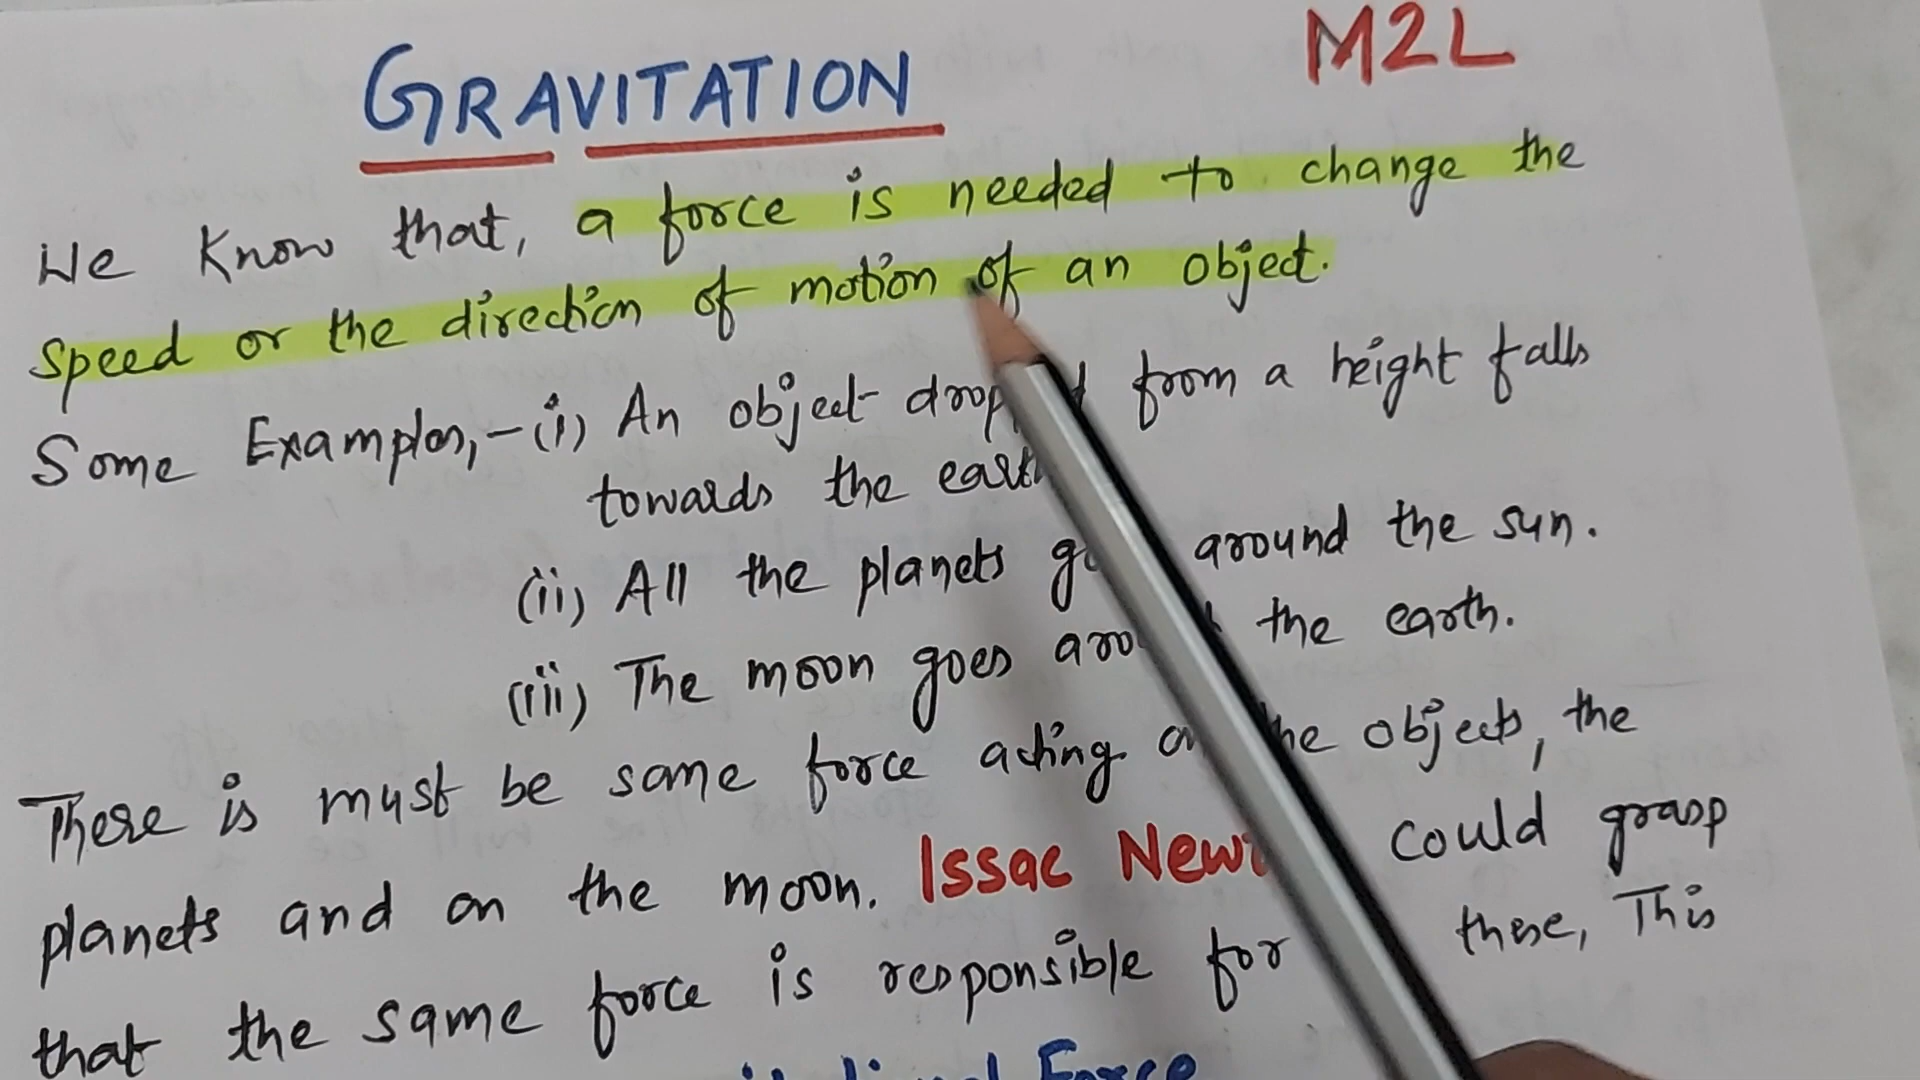 GRAVITATION M2L
We Know that, a force is needed to change the
speed or the direction of motion of an object.
Some Examples,-(i) An object from a height falls
towards the earth
(ii) All the planets around the sun.
(iii) The moon goes the earth.
There is must be some force acting the objects, the
planets and on the moon. Issac could grasp
that the same force is responsible for these, This
Force